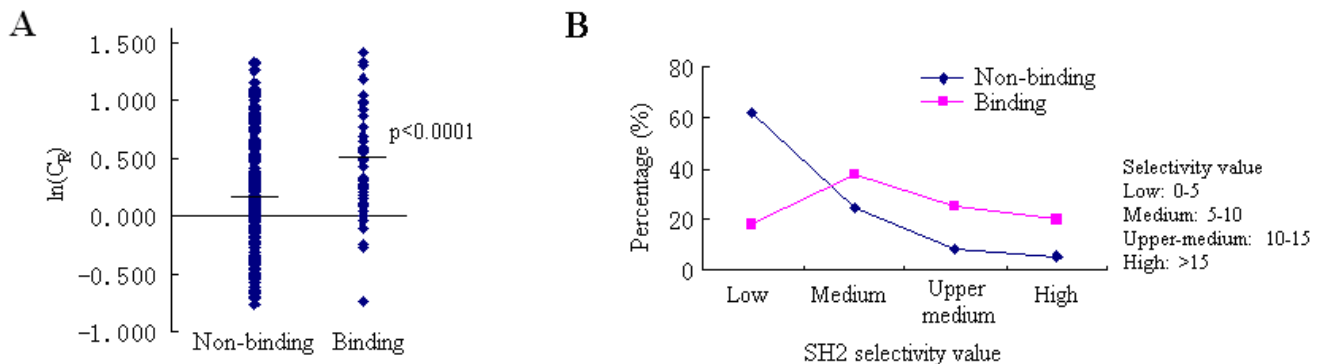 A
1.500
1.000
0.500
0.000
-0.500
-1.000
ln(C_R)
p<0.0001
Non-binding Binding
B
80
60
40
20
0
Percentage (%)
Non-binding
Binding
Low Medium Upper medium High
SH2 selectivity value
Selectivity value
Low: 0-5
Medium: 5-10
Upper-medium: 10-15
High: >15